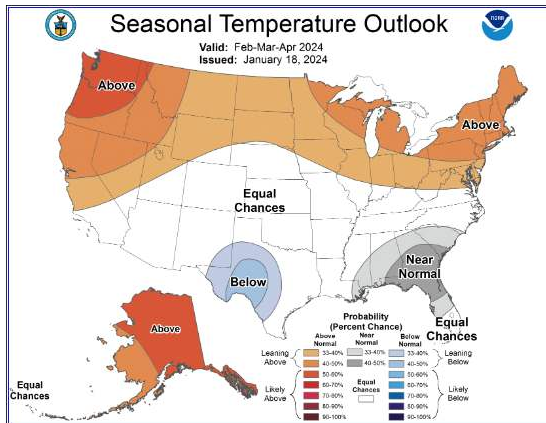 Seasonal Temperature Outlook
Valid: Feb-Mar-Apr 2024
Issued: January 18, 2024
NOAA
Above
Above
Equal
Chances
Below
Near
Normal
Equal
Chances
Above
Equal
Chances
Probability
(Percent Chance)
Above
Normal
Near
Normal
Below
Normal
Leaning
Above
33-40%
40-50%
50-60%
Likely
Above
60-70%
70-80%
80-90%
90-100%
33-40%
40-50%
Equal
Chances
33-40%
40-50%
50-60%
Leaning
Below
60-70%
70-80%
80-90%
90-100%
Likely
Below